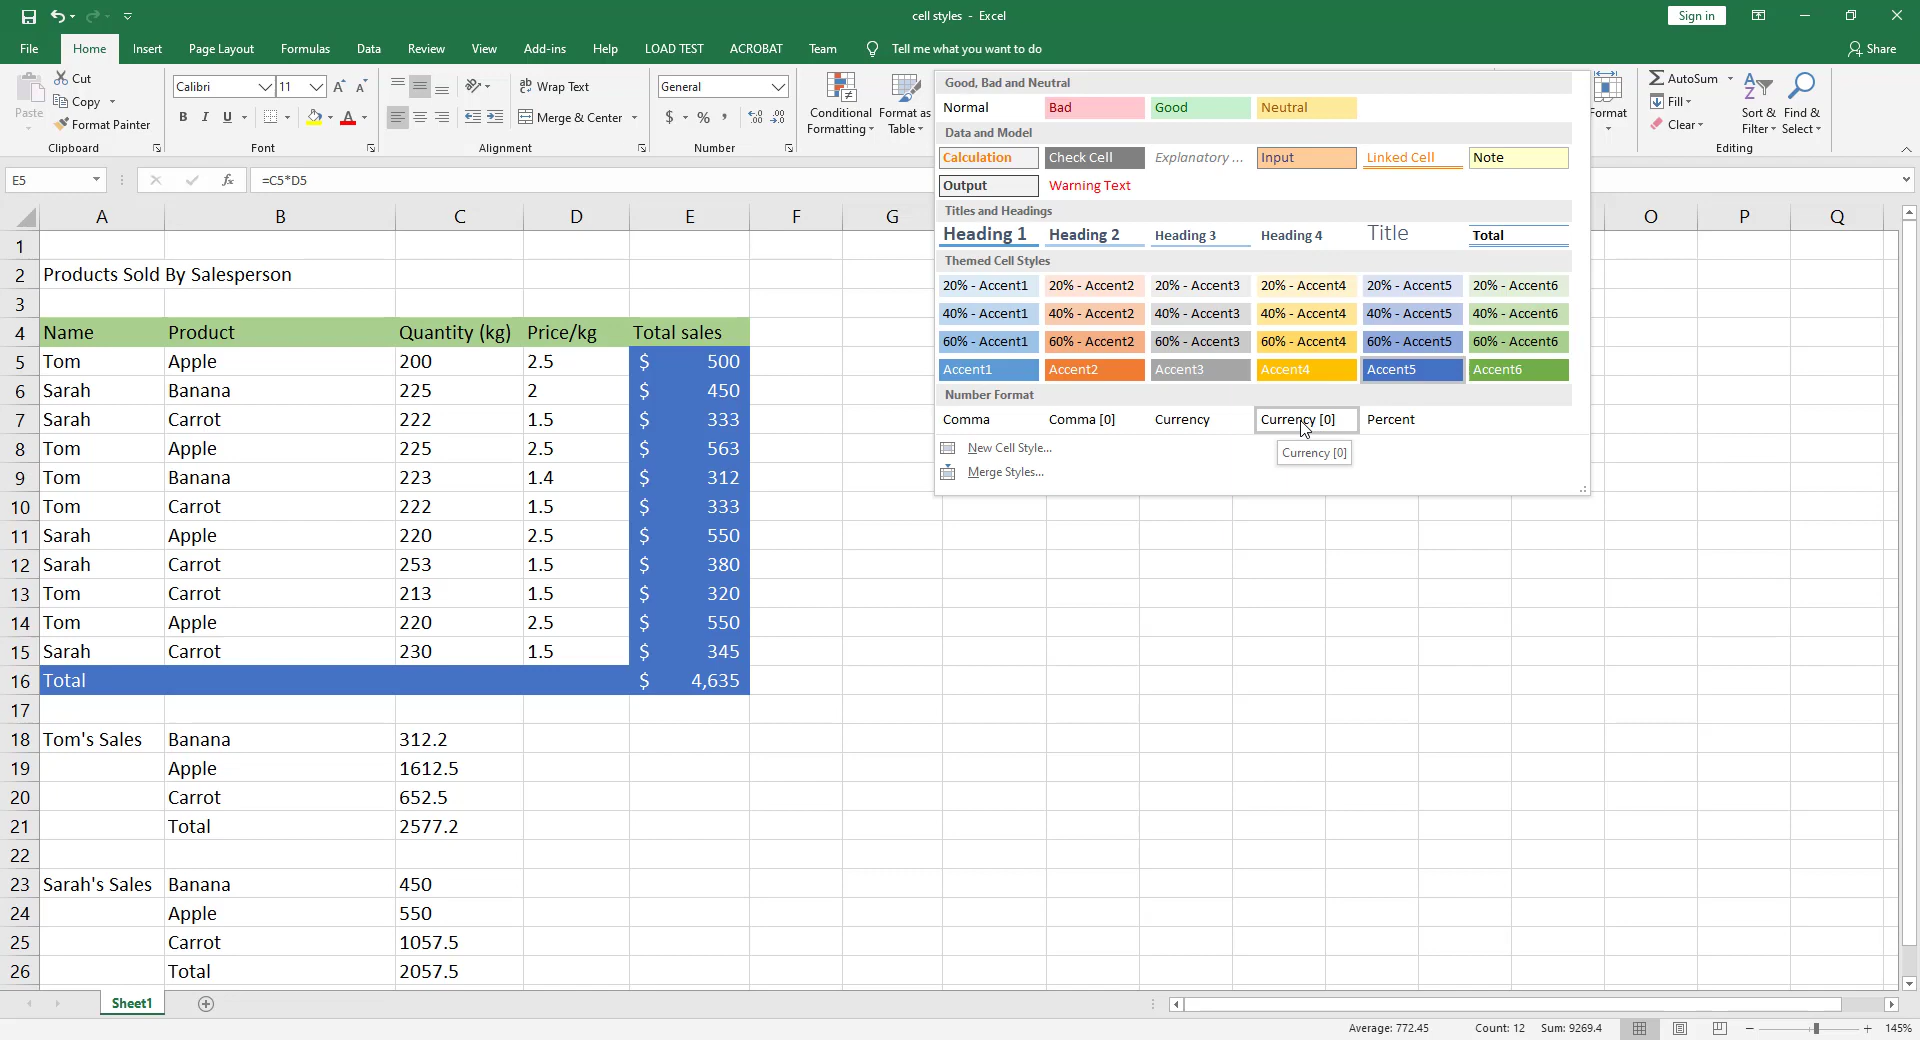 cell styles - Excel
Sign in
File Home Insert Page Layout Formulas Data Review View Add-ins Help LOAD TEST ACROBAT Team Tell me what you want to do Share
Paste
Cut
Copy
Format Painter
Clipboard
Calibri 11
B I U
Font
Wrap Text
Merge & Center
Alignment
General
$ % ,
Number
Conditional Formatting
Format as Table
Format
AutoSum
Fill
Clear
Sort & Filter
Find & Select
Editing
E5 fx =C5*D5
Good, Bad and Neutral
Normal Bad Good Neutral
Data and Model
Calculation Check Cell Explanatory ... Input Linked Cell Note
Output Warning Text
Titles and Headings
Heading 1 Heading 2 Heading 3 Heading 4 Title Total
Themed Cell Styles
20% - Accent1 20% - Accent2 20% - Accent3 20% - Accent4 20% - Accent5 20% - Accent6
40% - Accent1 40% - Accent2 40% - Accent3 40% - Accent4 40% - Accent5 40% - Accent6
60% - Accent1 60% - Accent2 60% - Accent3 60% - Accent4 60% - Accent5 60% - Accent6
Accent1 Accent2 Accent3 Accent4 Accent5 Accent6
Number Format
Comma Comma [0] Currency Currency [0] Percent
Currency [0]
New Cell Style...
Merge Styles...
A B C D E F G O P Q
1
2 Products Sold By Salesperson
3
4 Name Product Quantity (kg) Price/kg Total sales
5 Tom Apple 200 2.5 $ 500
6 Sarah Banana 225 2 $ 450
7 Sarah Carrot 222 1.5 $ 333
8 Tom Apple 225 2.5 $ 563
9 Tom Banana 223 1.4 $ 312
10 Tom Carrot 222 1.5 $ 333
11 Sarah Apple 220 2.5 $ 550
12 Sarah Carrot 253 1.5 $ 380
13 Tom Carrot 213 1.5 $ 320
14 Tom Apple 220 2.5 $ 550
15 Sarah Carrot 230 1.5 $ 345
16 Total $ 4,635
17
18 Tom's Sales Banana 312.2
19 Apple 1612.5
20 Carrot 652.5
21 Total 2577.2
22
23 Sarah's Sales Banana 450
24 Apple 550
25 Carrot 1057.5
26 Total 2057.5
Sheet1
Average: 772.45 Count: 12 Sum: 9269.4 145%